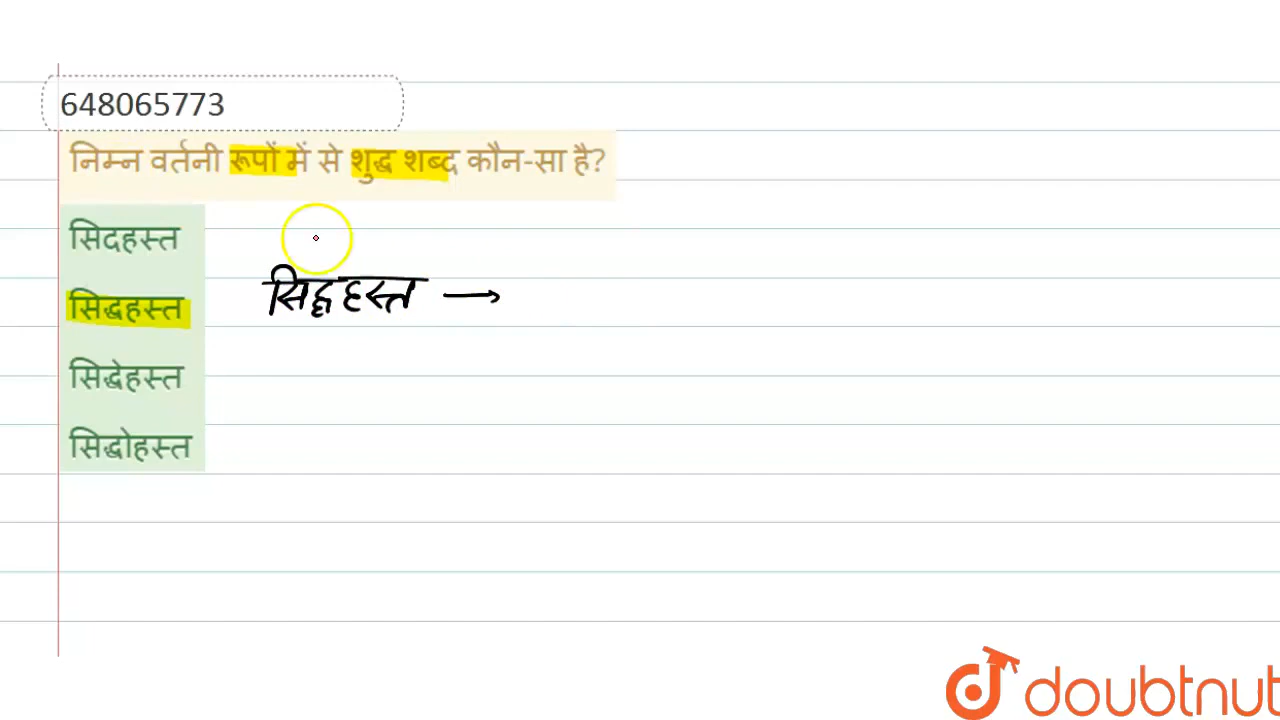 648065773
निम्न वर्तनी रूपों में से शुद्ध शब्द कौन-सा है?
सिदहस्त
सिद्धहस्त
सिद्धहस्त →
सिद्धेहस्त
सिद्धोहस्त
doubtnut